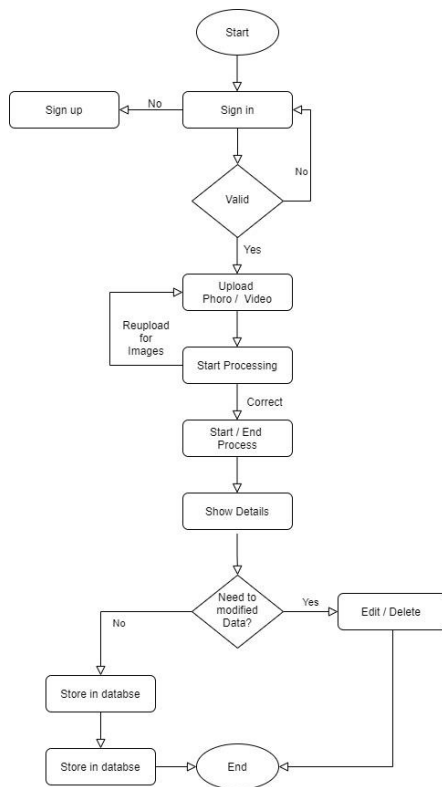 Start
Sign up
No
Sign in
No
Valid
Yes
Upload
Phoro / Video
Reupload
for
Images
Start Processing
Correct
Start / End
Process
Show Details
Need to
modified
Data?
Yes
Edit / Delete
No
Store in databse
Store in databse
End